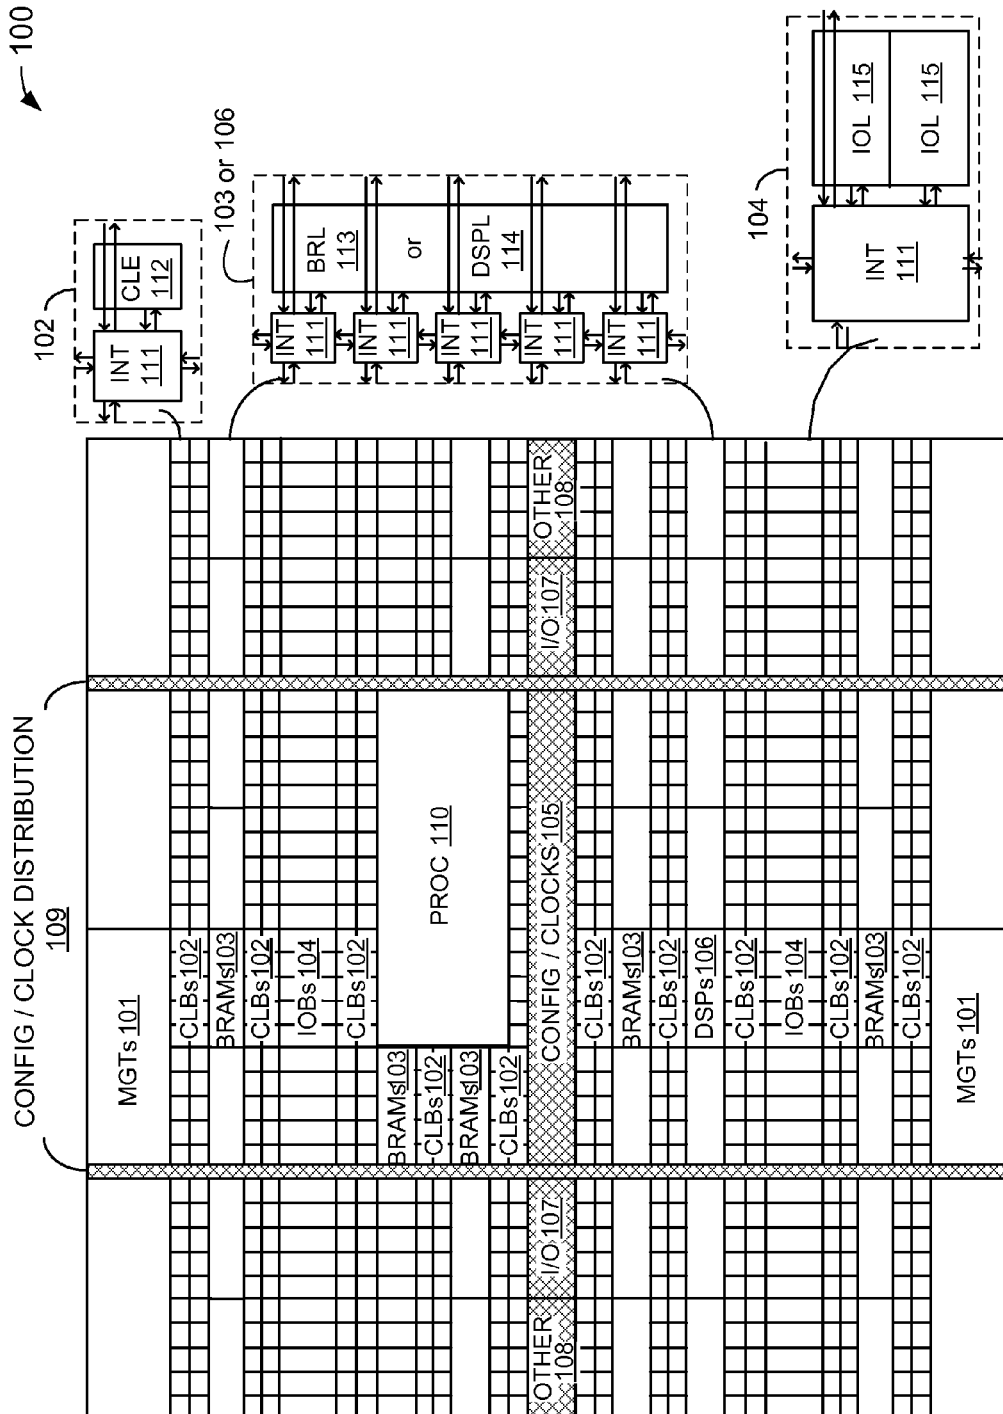 100
CONFIG / CLOCK DISTRIBUTION
109
MGTs 101
CLBs 102
BRAMs 103
CLBs 102
IOBs 104
CLBs 102
BRAMs 103
CLBs 102
BRAMs 103
CLBs 102
PROC 110
OTHER
108
I/O 107
CONFIG / CLOCKS 105
I/O 107
OTHER
108
CLBs 102
BRAMs 103
CLBs 102
DSPs 106
CLBs 102
IOBs 104
CLBs 102
BRAMs 103
CLBs 102
MGTs 101
102
INT
111
CLE
112
103 or 106
INT
111
INT
111
INT
111
INT
111
INT
111
BRL
113
or
DSPL
114
104
INT
111
IOL 115
IOL 115